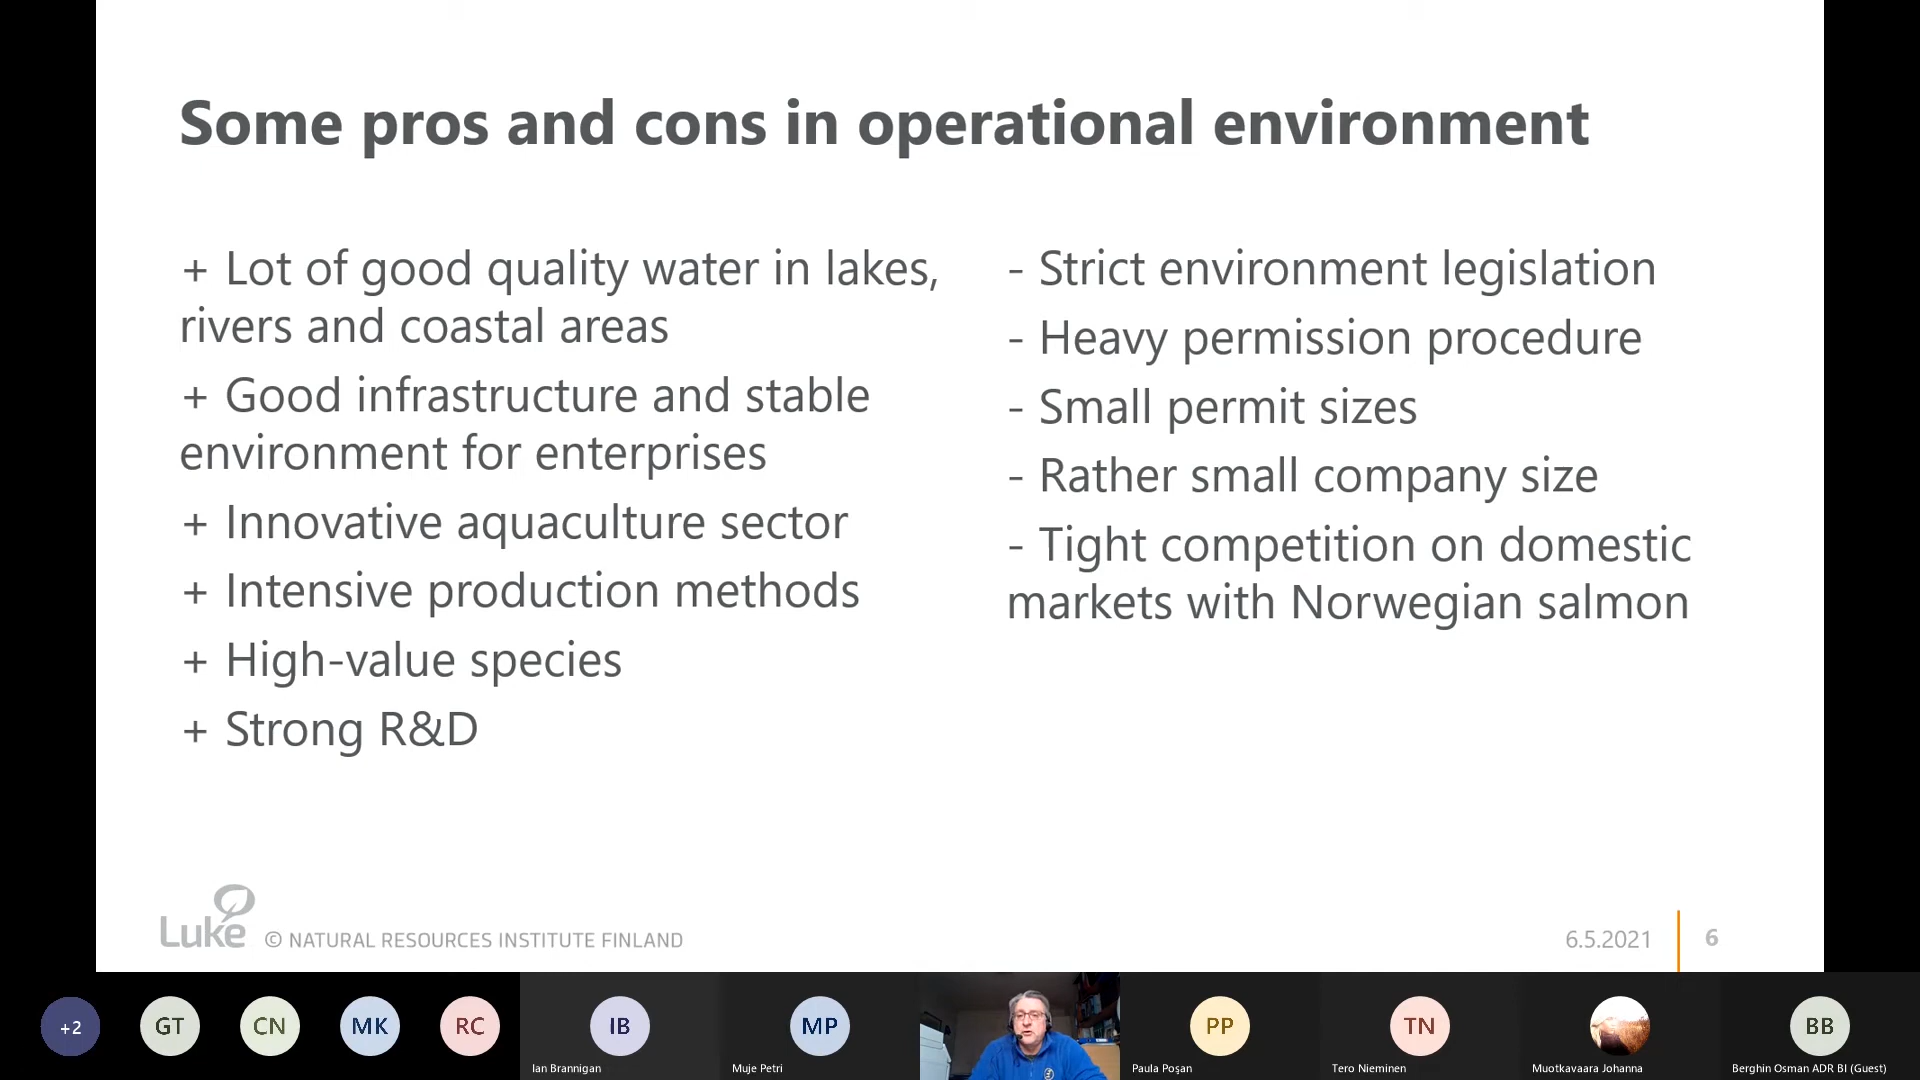 Some pros and cons in operational environment
+ Lot of good quality water in lakes,
rivers and coastal areas
+ Good infrastructure and stable
environment for enterprises
+ Innovative aquaculture sector
+ Intensive production methods
+ High-value species
+ Strong R&D
- Strict environment legislation
- Heavy permission procedure
- Small permit sizes
- Rather small company size
- Tight competition on domestic
markets with Norwegian salmon
Luke © NATURAL RESOURCES INSTITUTE FINLAND
6.5.2021 6
+2
GT
CN
MK
RC
IB
Ian Brannigan
MP
Muje Petri
PP
Paula Poșan
TN
Tero Nieminen
Muotkavaara Johanna
BB
Berghin Osman ADR BI (Guest)